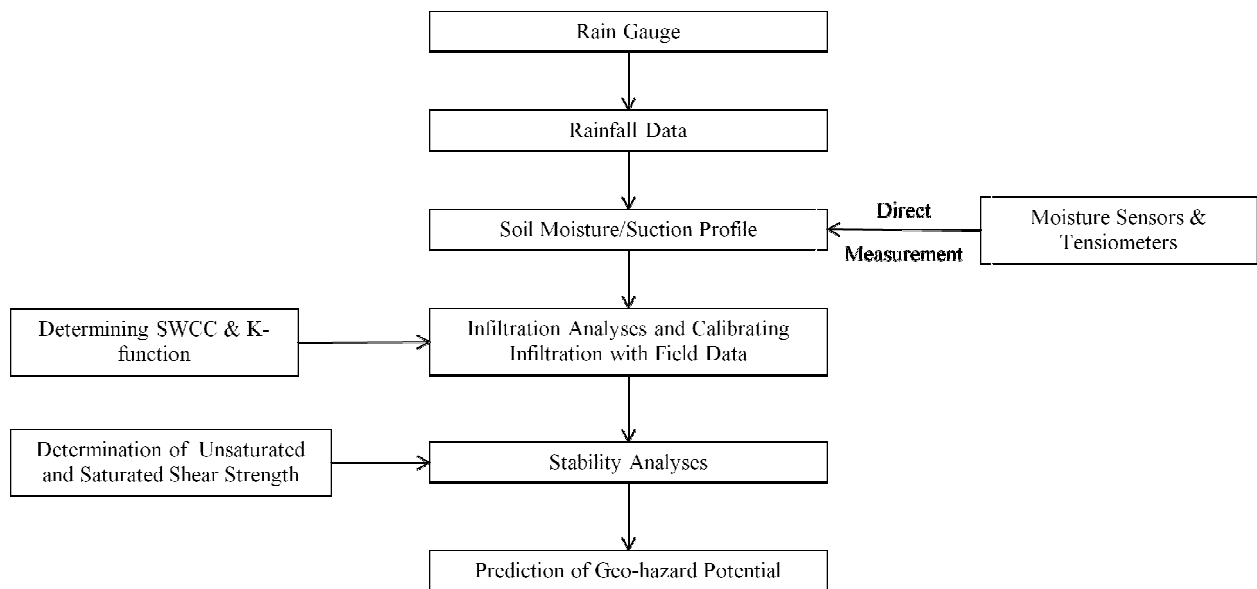 Rain Gauge
Rainfall Data
Soil Moisture/Suction Profile
Direct
Measurement
Moisture Sensors &
Tensiometers
Determining SWCC & K-
function
Infiltration Analyses and Calibrating
Infiltration with Field Data
Determination of Unsaturated
and Saturated Shear Strength
Stability Analyses
Prediction of Geo-hazard Potential